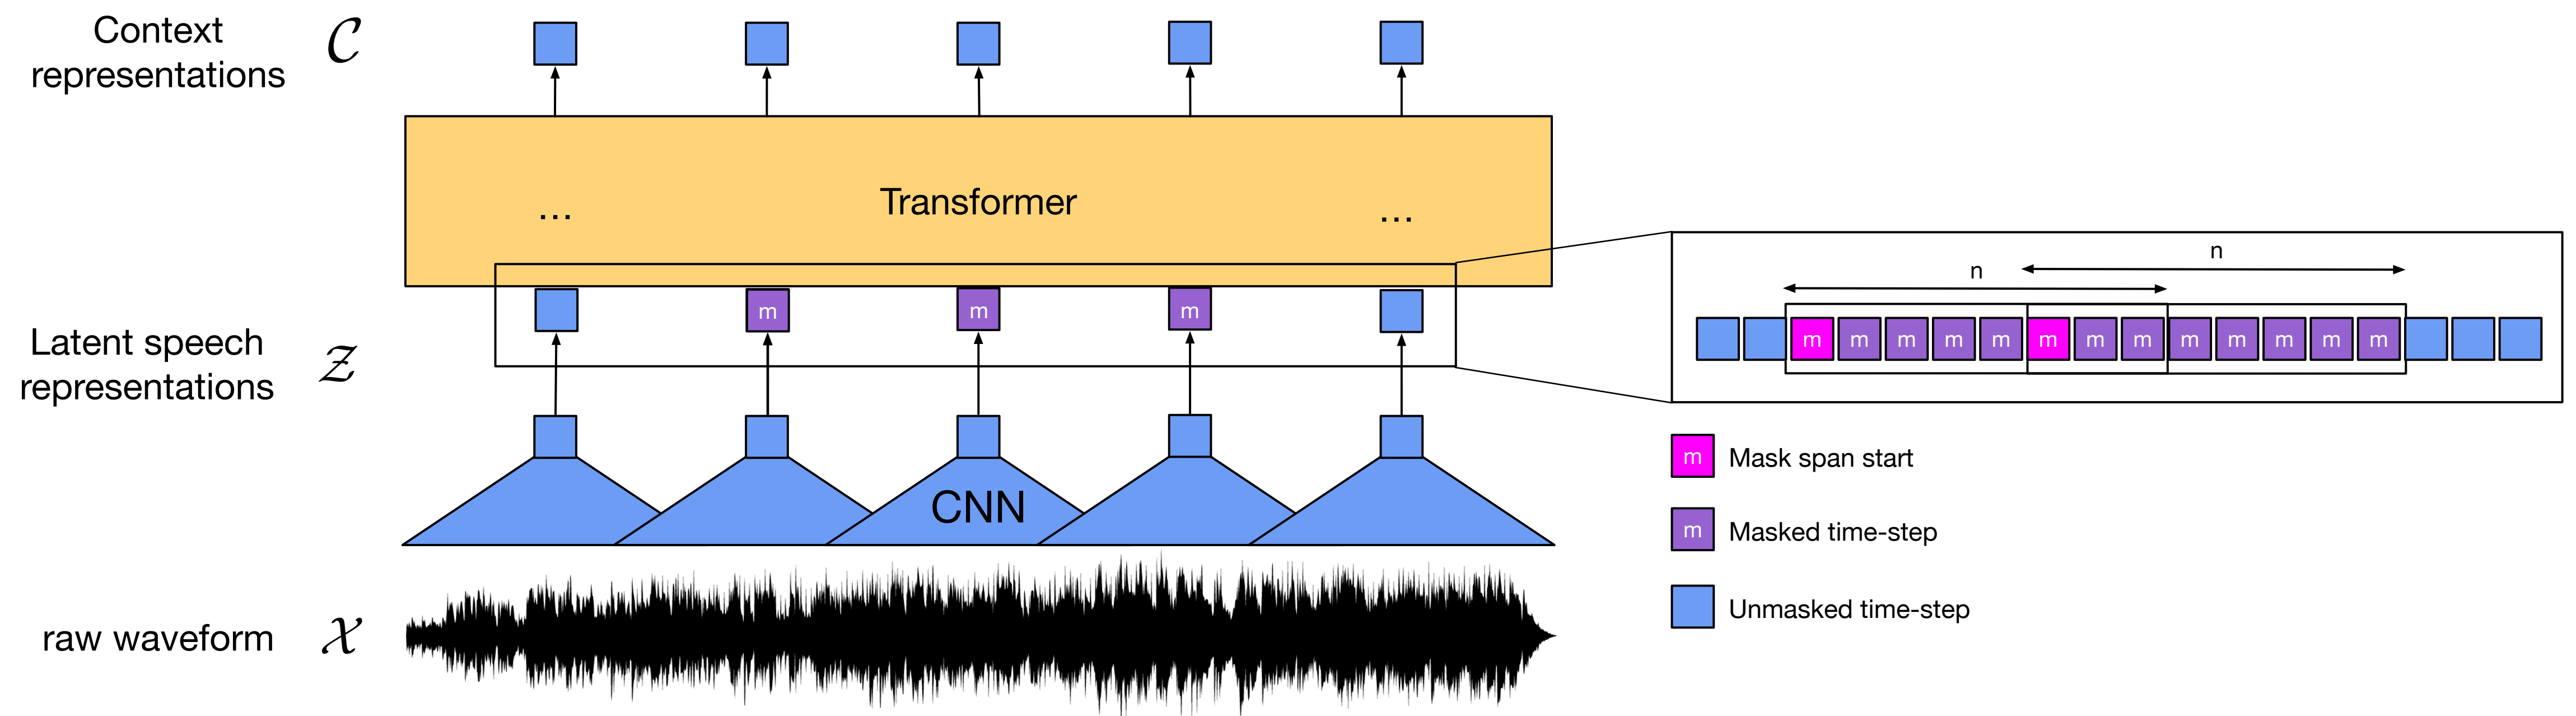 Context
representations
𝒞
... Transformer ...
n
n
m m m
m m m m m m m m m m m m m
Latent speech
representations
𝒵
m Mask span start
CNN
m Masked time-step
Unmasked time-step
raw waveform
𝒳